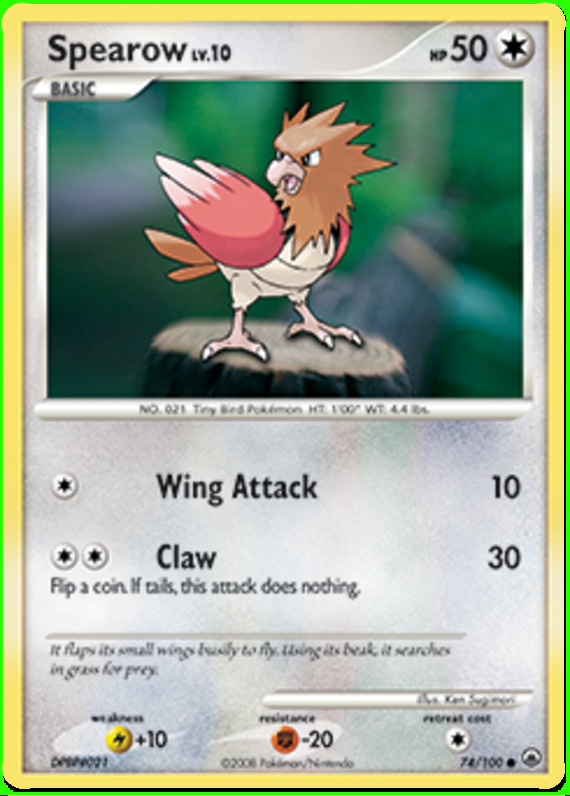 Spearow LV.10
HP 50
BASIC
NO. 021 Tiny Bird Pokémon HT: 1'00" WT: 4.4 lbs.
Wing Attack 10
Claw 30
Flip a coin. If tails, this attack does nothing.
It flaps its small wings busily to fly. Using its beak, it searches
in grass for prey.
Illus. Ken Sugimori
weakness resistance retreat cost
+10 -20
DPBP#021 ©2008 Pokémon/Nintendo 74/100